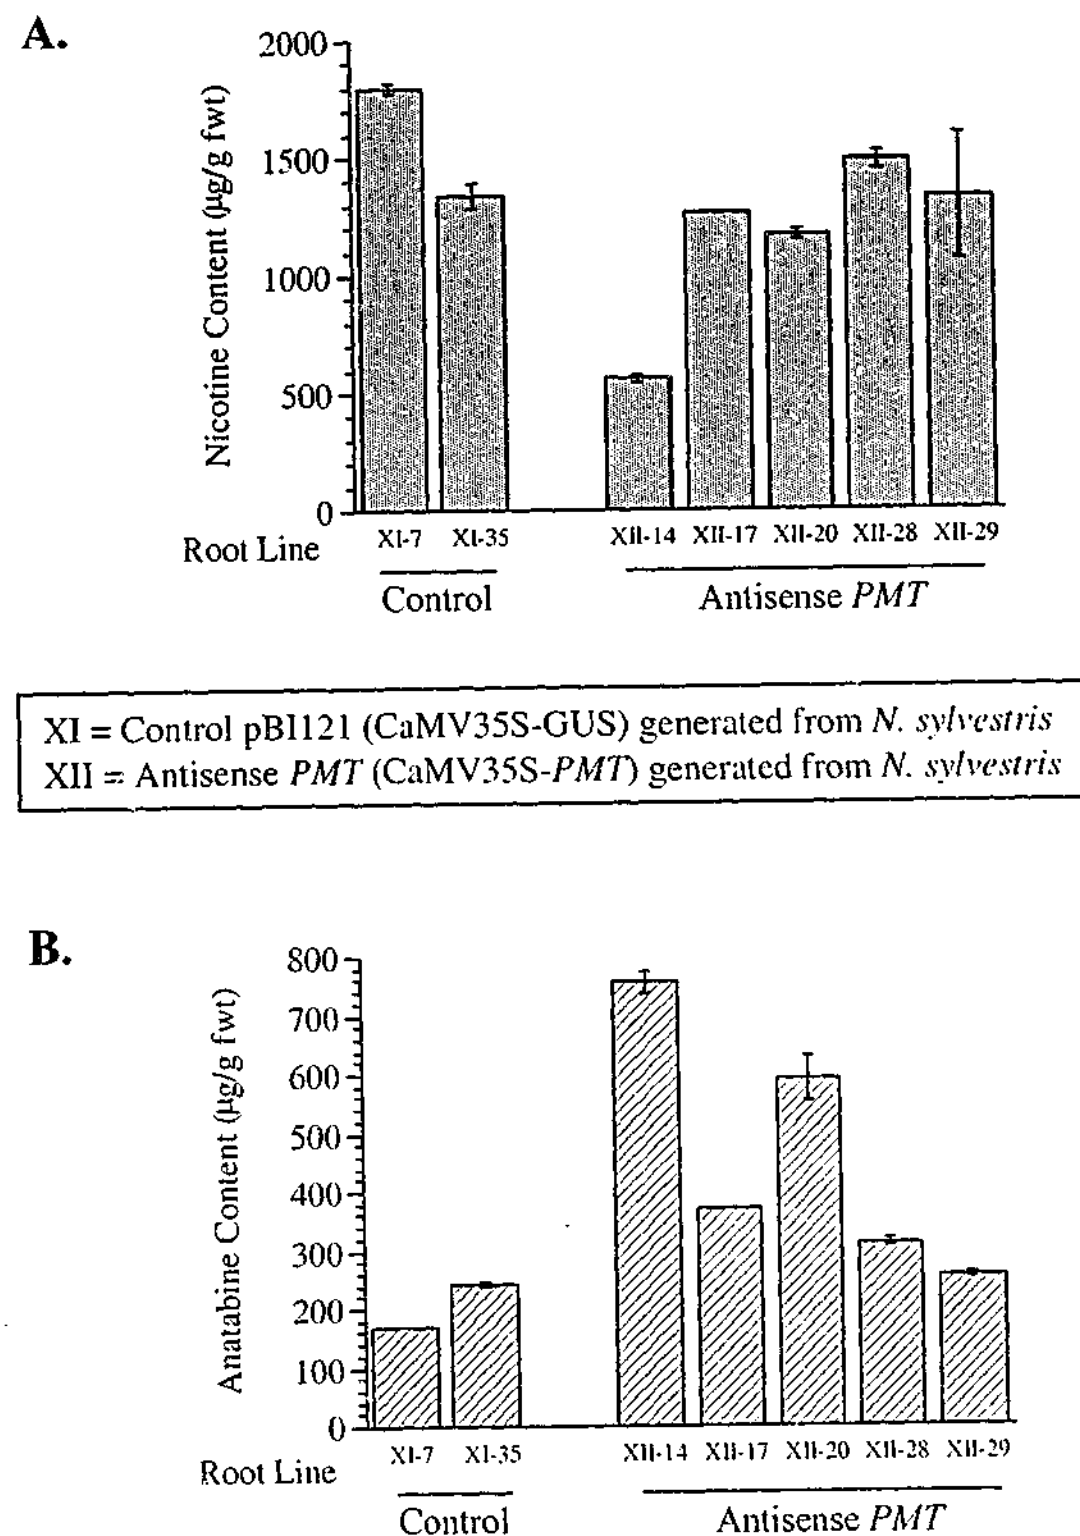 A.
Nicotine Content (µg/g fwt)
2000
1500
1000
500
0
Root Line
XI-7 XI-35 XII-14 XII-17 XII-20 XII-28 XII-29
Control Antisense PMT
XI = Control pBI121 (CaMV35S-GUS) generated from N. sylvestris
XII = Antisense PMT (CaMV35S-PMT) generated from N. sylvestris
B.
Anatabine Content (µg/g fwt)
800
700
600
500
400
300
200
100
0
Root Line
XI-7 XI-35 XII-14 XII-17 XII-20 XII-28 XII-29
Control Antisense PMT